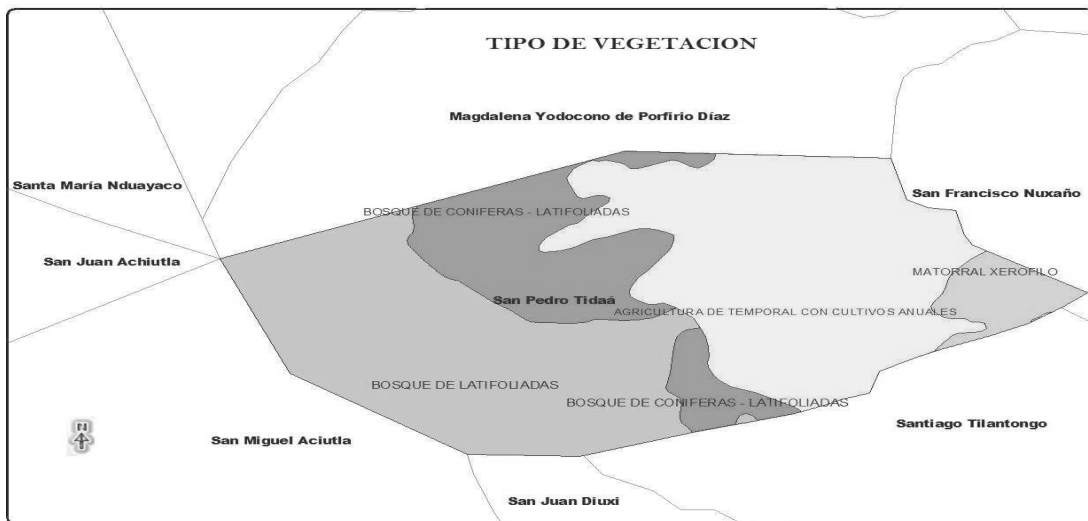 TIPO DE VEGETACION
Magdalena Yodocono de Porfirio Díaz
Santa María Nduayaco
San Francisco Nuxaño
BOSQUE DE CONIFERAS - LATIFOLIADAS
San Juan Achiutla
MATORRAL XEROFILO
San Pedro Tidaá
AGRICULTURA DE TEMPORAL CON CULTIVOS ANUALES
BOSQUE DE LATIFOLIADAS
BOSQUE DE CONIFERAS - LATIFOLIADAS
Santiago Tilantongo
N
San Miguel Aciutla
San Juan Diuxi